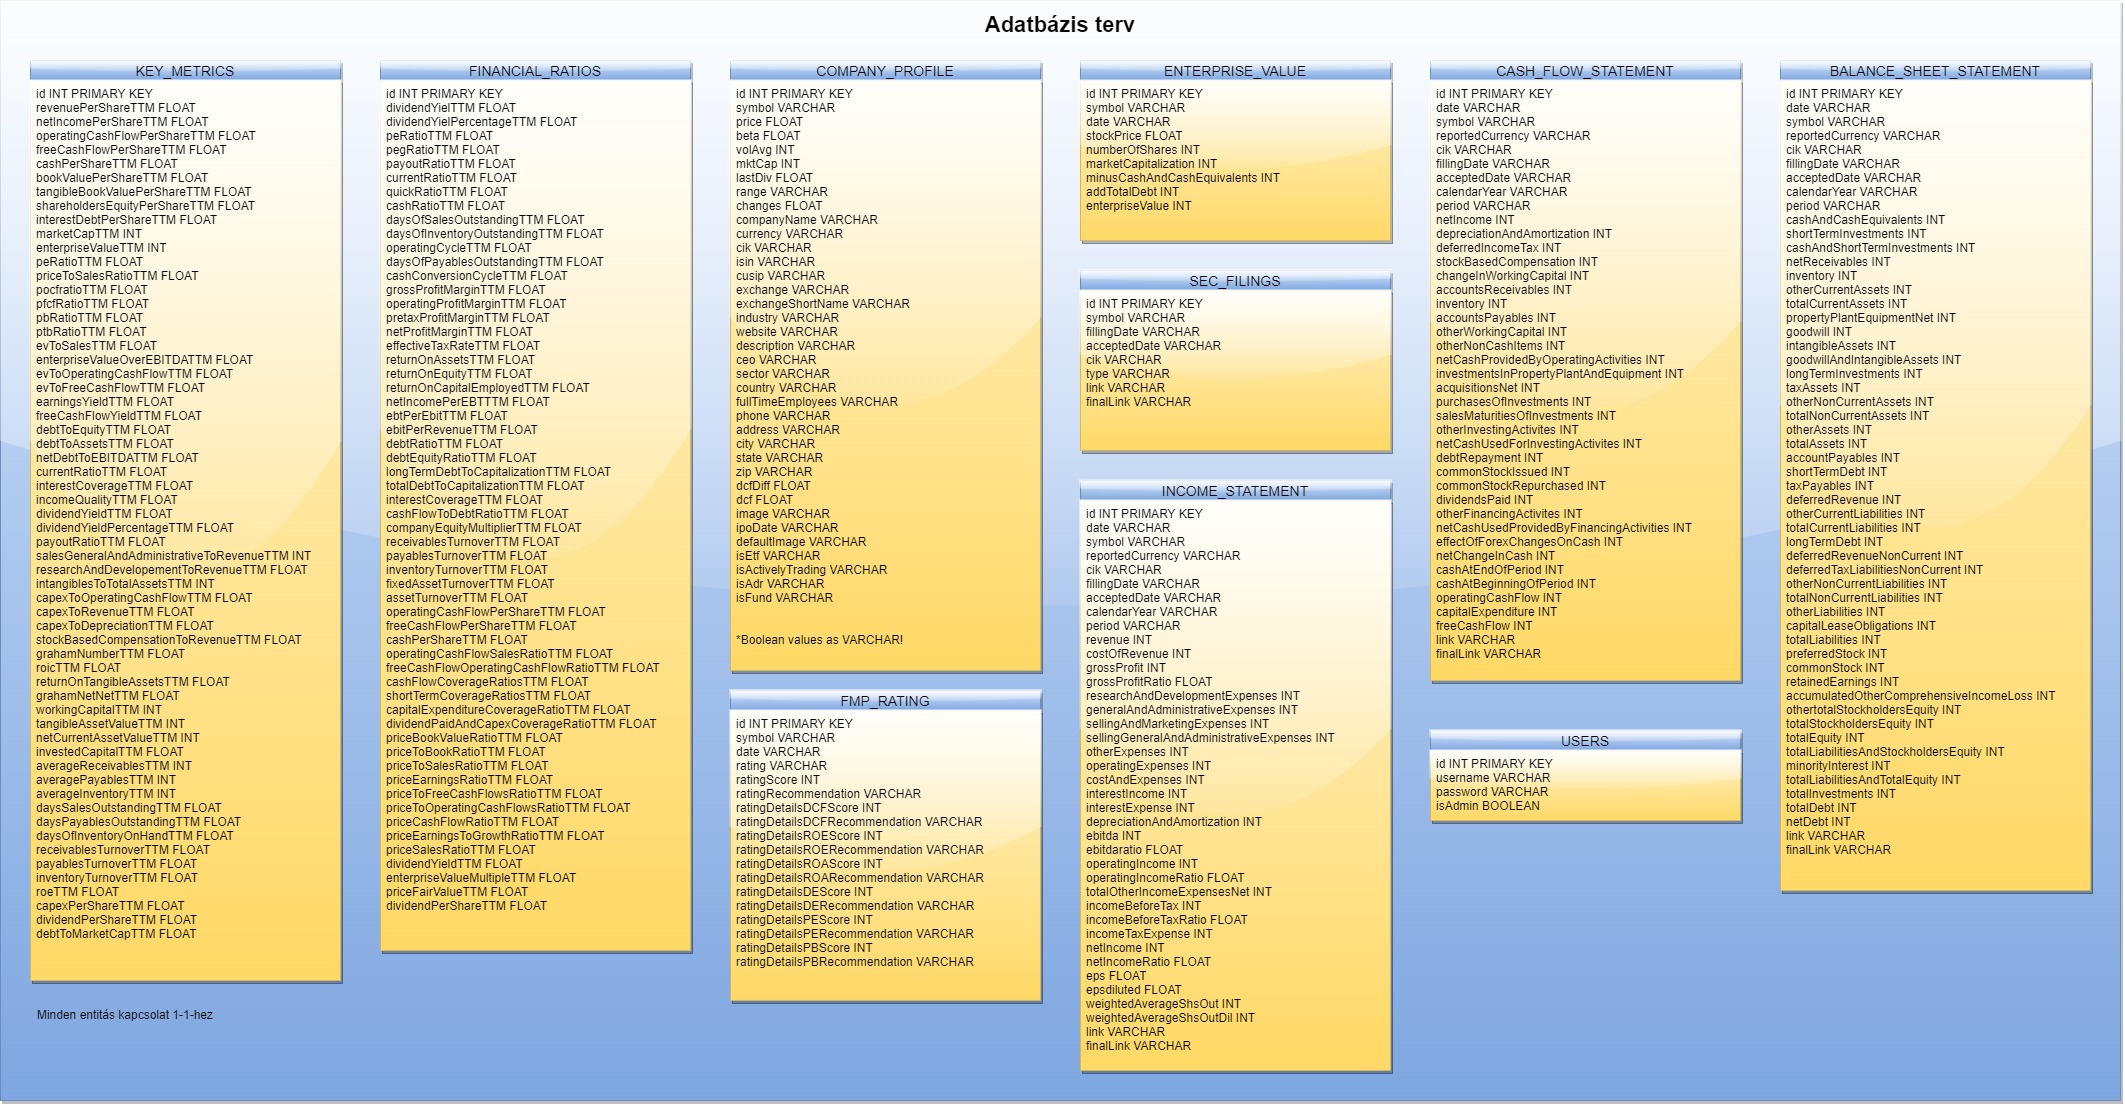 Adatbázis terv
KEY_METRICS
id INT PRIMARY KEY
revenuePerShareTTM FLOAT
netIncomePerShareTTM FLOAT
operatingCashFlowPerShareTTM FLOAT
freeCashFlowPerShareTTM FLOAT
cashPerShareTTM FLOAT
bookValuePerShareTTM FLOAT
tangibleBookValuePerShareTTM FLOAT
shareholdersEquityPerShareTTM FLOAT
interestDebtPerShareTTM FLOAT
marketCapTTM INT
enterpriseValueTTM INT
peRatioTTM FLOAT
priceToSalesRatioTTM FLOAT
pocfratioTTM FLOAT
pfcfRatioTTM FLOAT
pbRatioTTM FLOAT
ptbRatioTTM FLOAT
evToSalesTTM FLOAT
enterpriseValueOverEBITDATTM FLOAT
evToOperatingCashFlowTTM FLOAT
evToFreeCashFlowTTM FLOAT
earningsYieldTTM FLOAT
freeCashFlowYieldTTM FLOAT
debtToEquityTTM FLOAT
debtToAssetsTTM FLOAT
netDebtToEBITDATTM FLOAT
currentRatioTTM FLOAT
interestCoverageTTM FLOAT
incomeQualityTTM FLOAT
dividendYieldTTM FLOAT
dividendYieldPercentageTTM FLOAT
payoutRatioTTM FLOAT
salesGeneralAndAdministrativeToRevenueTTM INT
researchAndDevelopementToRevenueTTM FLOAT
intangiblesToTotalAssetsTTM INT
capexToOperatingCashFlowTTM FLOAT
capexToRevenueTTM FLOAT
capexToDepreciationTTM FLOAT
stockBasedCompensationToRevenueTTM FLOAT
grahamNumberTTM FLOAT
roicTTM FLOAT
returnOnTangibleAssetsTTM FLOAT
grahamNetNetTTM FLOAT
workingCapitalTTM INT
tangibleAssetValueTTM INT
netCurrentAssetValueTTM INT
investedCapitalTTM FLOAT
averageReceivablesTTM INT
averagePayablesTTM INT
averageInventoryTTM INT
daysSalesOutstandingTTM FLOAT
daysPayablesOutstandingTTM FLOAT
daysOfInventoryOnHandTTM FLOAT
receivablesTurnoverTTM FLOAT
payablesTurnoverTTM FLOAT
inventoryTurnoverTTM FLOAT
roeTTM FLOAT
capexPerShareTTM FLOAT
dividendPerShareTTM FLOAT
debtToMarketCapTTM FLOAT
Minden entitás kapcsolat 1-1-hez
FINANCIAL_RATIOS
id INT PRIMARY KEY
dividendYielTTM FLOAT
dividendYielPercentageTTM FLOAT
peRatioTTM FLOAT
pegRatioTTM FLOAT
payoutRatioTTM FLOAT
currentRatioTTM FLOAT
quickRatioTTM FLOAT
cashRatioTTM FLOAT
daysOfSalesOutstandingTTM FLOAT
daysOfInventoryOutstandingTTM FLOAT
operatingCycleTTM FLOAT
daysOfPayablesOutstandingTTM FLOAT
cashConversionCycleTTM FLOAT
grossProfitMarginTTM FLOAT
operatingProfitMarginTTM FLOAT
pretaxProfitMarginTTM FLOAT
netProfitMarginTTM FLOAT
effectiveTaxRateTTM FLOAT
returnOnAssetsTTM FLOAT
returnOnEquityTTM FLOAT
returnOnCapitalEmployedTTM FLOAT
netIncomePerEBTTTM FLOAT
ebtPerEbitTTM FLOAT
ebitPerRevenueTTM FLOAT
debtRatioTTM FLOAT
debtEquityRatioTTM FLOAT
longTermDebtToCapitalizationTTM FLOAT
totalDebtToCapitalizationTTM FLOAT
interestCoverageTTM FLOAT
cashFlowToDebtRatioTTM FLOAT
companyEquityMultiplierTTM FLOAT
receivablesTurnoverTTM FLOAT
payablesTurnoverTTM FLOAT
inventoryTurnoverTTM FLOAT
fixedAssetTurnoverTTM FLOAT
assetTurnoverTTM FLOAT
operatingCashFlowPerShareTTM FLOAT
freeCashFlowPerShareTTM FLOAT
cashPerShareTTM FLOAT
operatingCashFlowSalesRatioTTM FLOAT
freeCashFlowOperatingCashFlowRatioTTM FLOAT
cashFlowCoverageRatiosTTM FLOAT
shortTermCoverageRatiosTTM FLOAT
capitalExpenditureCoverageRatioTTM FLOAT
dividendPaidAndCapexCoverageRatioTTM FLOAT
priceBookValueRatioTTM FLOAT
priceToBookRatioTTM FLOAT
priceToSalesRatioTTM FLOAT
priceEarningsRatioTTM FLOAT
priceToFreeCashFlowsRatioTTM FLOAT
priceToOperatingCashFlowsRatioTTM FLOAT
priceCashFlowRatioTTM FLOAT
priceEarningsToGrowthRatioTTM FLOAT
priceSalesRatioTTM FLOAT
dividendYieldTTM FLOAT
enterpriseValueMultipleTTM FLOAT
priceFairValueTTM FLOAT
dividendPerShareTTM FLOAT
COMPANY_PROFILE
id INT PRIMARY KEY
symbol VARCHAR
price FLOAT
beta FLOAT
volAvg INT
mktCap INT
lastDiv FLOAT
range VARCHAR
changes FLOAT
companyName VARCHAR
currency VARCHAR
cik VARCHAR
isin VARCHAR
cusip VARCHAR
exchange VARCHAR
exchangeShortName VARCHAR
industry VARCHAR
website VARCHAR
description VARCHAR
ceo VARCHAR
sector VARCHAR
country VARCHAR
fullTimeEmployees VARCHAR
phone VARCHAR
address VARCHAR
city VARCHAR
state VARCHAR
zip VARCHAR
dcfDiff FLOAT
dcf FLOAT
image VARCHAR
ipoDate VARCHAR
defaultImage VARCHAR
isEtf VARCHAR
isActivelyTrading VARCHAR
isAdr VARCHAR
isFund VARCHAR
*Boolean values as VARCHAR!
FMP_RATING
id INT PRIMARY KEY
symbol VARCHAR
date VARCHAR
rating VARCHAR
ratingScore INT
ratingRecommendation VARCHAR
ratingDetailsDCFScore INT
ratingDetailsDCFRecommendation VARCHAR
ratingDetailsROEScore INT
ratingDetailsROERecommendation VARCHAR
ratingDetailsROAScore INT
ratingDetailsROARecommendation VARCHAR
ratingDetailsDEScore INT
ratingDetailsDERecommendation VARCHAR
ratingDetailsPEScore INT
ratingDetailsPERecommendation VARCHAR
ratingDetailsPBScore INT
ratingDetailsPBRecommendation VARCHAR
ENTERPRISE_VALUE
id INT PRIMARY KEY
symbol VARCHAR
date VARCHAR
stockPrice FLOAT
numberOfShares INT
marketCapitalization INT
minusCashAndCashEquivalents INT
addTotalDebt INT
enterpriseValue INT
SEC_FILINGS
id INT PRIMARY KEY
symbol VARCHAR
fillingDate VARCHAR
acceptedDate VARCHAR
cik VARCHAR
type VARCHAR
link VARCHAR
finalLink VARCHAR
INCOME_STATEMENT
id INT PRIMARY KEY
date VARCHAR
symbol VARCHAR
reportedCurrency VARCHAR
cik VARCHAR
fillingDate VARCHAR
acceptedDate VARCHAR
calendarYear VARCHAR
period VARCHAR
revenue INT
costOfRevenue INT
grossProfit INT
grossProfitRatio FLOAT
researchAndDevelopmentExpenses INT
generalAndAdministrativeExpenses INT
sellingAndMarketingExpenses INT
sellingGeneralAndAdministrativeExpenses INT
otherExpenses INT
operatingExpenses INT
costAndExpenses INT
interestIncome INT
interestExpense INT
depreciationAndAmortization INT
ebitda INT
ebitdaratio FLOAT
operatingIncome INT
operatingIncomeRatio FLOAT
totalOtherIncomeExpensesNet INT
incomeBeforeTax INT
incomeBeforeTaxRatio FLOAT
incomeTaxExpense INT
netIncome INT
netIncomeRatio FLOAT
eps FLOAT
epsdiluted FLOAT
weightedAverageShsOut INT
weightedAverageShsOutDil INT
link VARCHAR
finalLink VARCHAR
CASH_FLOW_STATEMENT
id INT PRIMARY KEY
date VARCHAR
symbol VARCHAR
reportedCurrency VARCHAR
cik VARCHAR
fillingDate VARCHAR
acceptedDate VARCHAR
calendarYear VARCHAR
period VARCHAR
netIncome INT
depreciationAndAmortization INT
deferredIncomeTax INT
stockBasedCompensation INT
changeInWorkingCapital INT
accountsReceivables INT
inventory INT
accountsPayables INT
otherWorkingCapital INT
otherNonCashItems INT
netCashProvidedByOperatingActivities INT
investmentsInPropertyPlantAndEquipment INT
acquisitionsNet INT
purchasesOfInvestments INT
salesMaturitiesOfInvestments INT
otherInvestingActivites INT
netCashUsedForInvestingActivites INT
debtRepayment INT
commonStockIssued INT
commonStockRepurchased INT
dividendsPaid INT
otherFinancingActivites INT
netCashUsedProvidedByFinancingActivities INT
effectOfForexChangesOnCash INT
netChangeInCash INT
cashAtEndOfPeriod INT
cashAtBeginningOfPeriod INT
operatingCashFlow INT
capitalExpenditure INT
freeCashFlow INT
link VARCHAR
finalLink VARCHAR
USERS
id INT PRIMARY KEY
username VARCHAR
password VARCHAR
isAdmin BOOLEAN
BALANCE_SHEET_STATEMENT
id INT PRIMARY KEY
date VARCHAR
symbol VARCHAR
reportedCurrency VARCHAR
cik VARCHAR
fillingDate VARCHAR
acceptedDate VARCHAR
calendarYear VARCHAR
period VARCHAR
cashAndCashEquivalents INT
shortTermInvestments INT
cashAndShortTermInvestments INT
netReceivables INT
inventory INT
otherCurrentAssets INT
totalCurrentAssets INT
propertyPlantEquipmentNet INT
goodwill INT
intangibleAssets INT
goodwillAndIntangibleAssets INT
longTermInvestments INT
taxAssets INT
otherNonCurrentAssets INT
totalNonCurrentAssets INT
otherAssets INT
totalAssets INT
accountPayables INT
shortTermDebt INT
taxPayables INT
deferredRevenue INT
otherCurrentLiabilities INT
totalCurrentLiabilities INT
longTermDebt INT
deferredRevenueNonCurrent INT
deferredTaxLiabilitiesNonCurrent INT
otherNonCurrentLiabilities INT
totalNonCurrentLiabilities INT
otherLiabilities INT
capitalLeaseObligations INT
totalLiabilities INT
preferredStock INT
commonStock INT
retainedEarnings INT
accumulatedOtherComprehensiveIncomeLoss INT
othertotalStockholdersEquity INT
totalStockholdersEquity INT
totalEquity INT
totalLiabilitiesAndStockholdersEquity INT
minorityInterest INT
totalLiabilitiesAndTotalEquity INT
totalInvestments INT
totalDebt INT
netDebt INT
link VARCHAR
finalLink VARCHAR